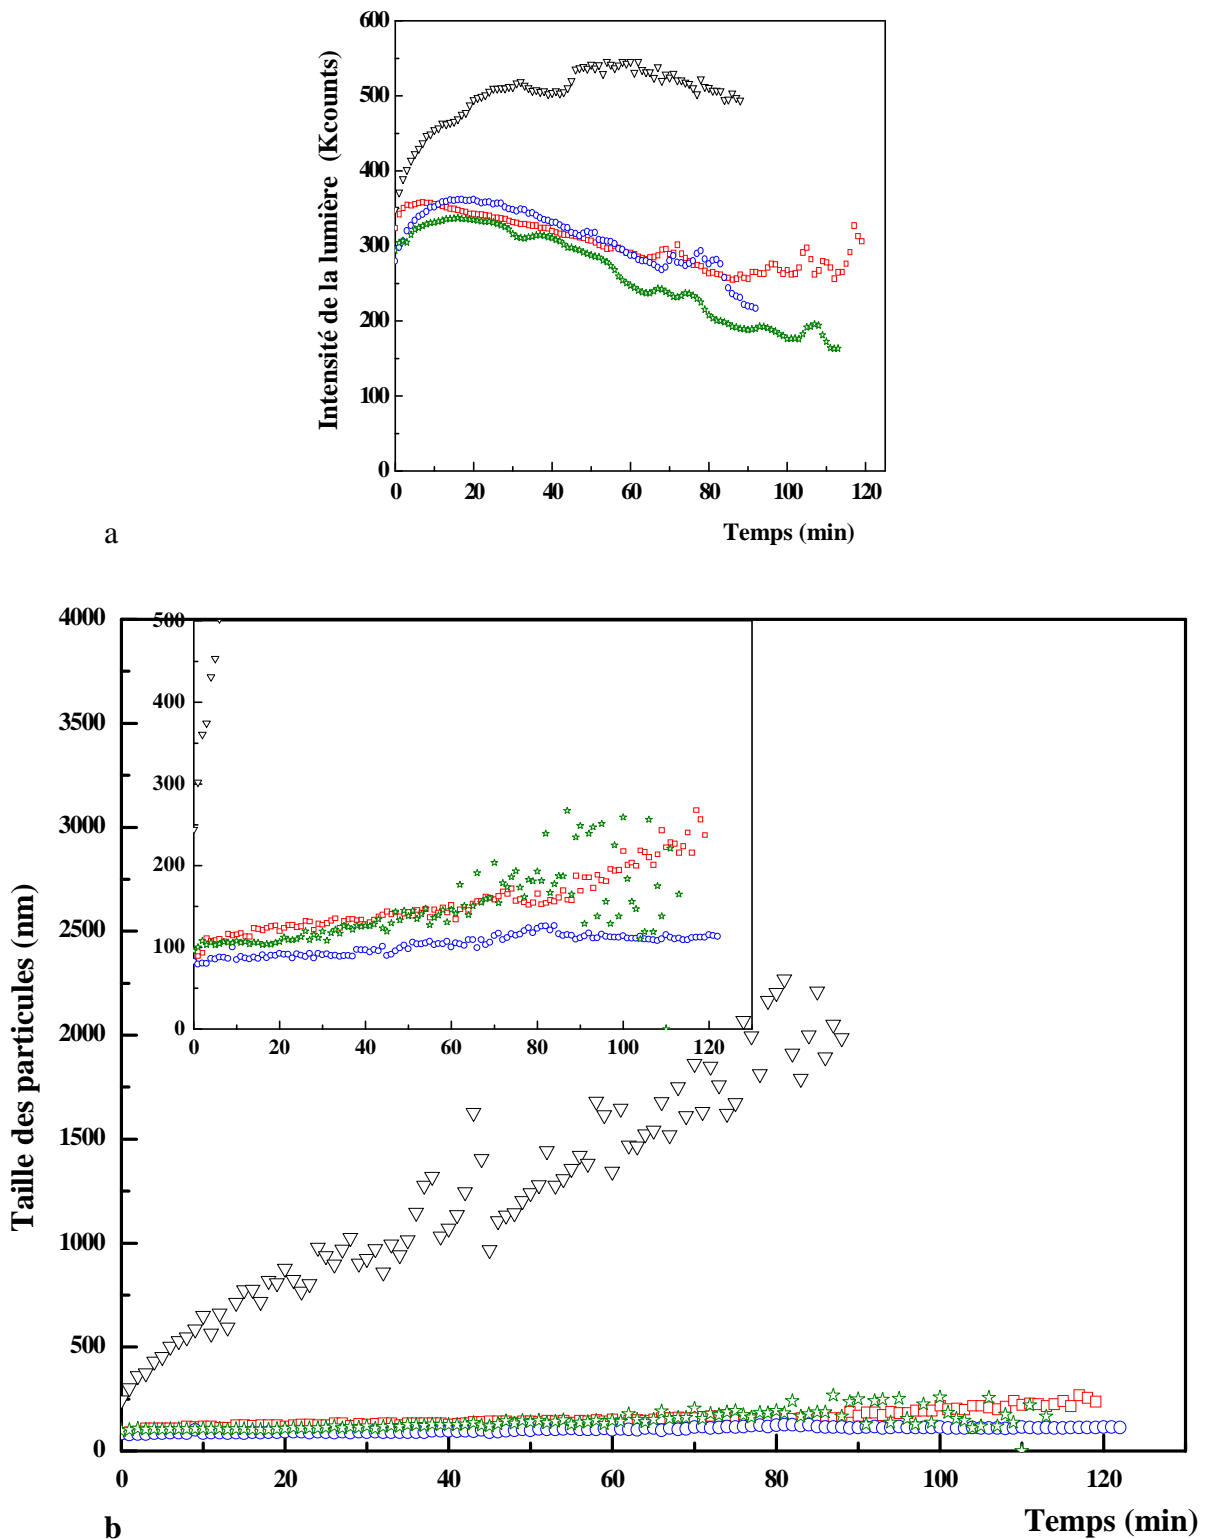 600
500
400
300
200
100
0
Intensité de la lumière (Kcounts)
0 20 40 60 80 100 120
Temps (min)
a
4000
3500
3000
2500
2000
1500
1000
500
0
Taille des particules (nm)
500
400
300
200
100
0
0 20 40 60 80 100 120
0 20 40 60 80 100 120
Temps (min)
b